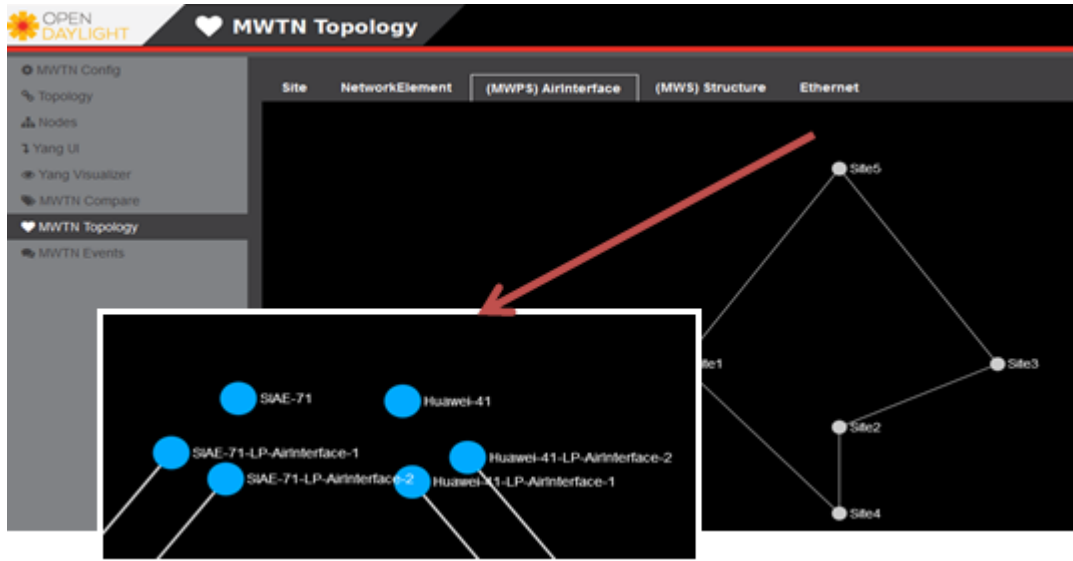 OPEN
DAYLIGHT
MWTN Topology
MWTN Config
Topology
Nodes
Yang UI
Yang Visualizer
MWTN Compare
MWTN Topology
MWTN Events
Site NetworkElement (MWPS) AirInterface (MWS) Structure Ethernet
Site5
te1
Site3
Site2
Site4
SIAE-71
Huawei-41
SIAE-71-LP-AirInterface-1
Huawei-41-LP-AirInterface-2
SIAE-71-LP-AirInterface-2
Huawei-41-LP-AirInterface-1